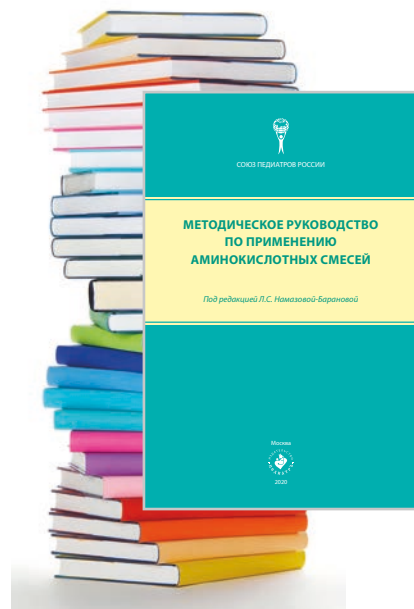 СОЮЗ ПЕДИАТРОВ РОССИИ
МЕТОДИЧЕСКОЕ РУКОВОДСТВО
ПО ПРИМЕНЕНИЮ
АМИНОКИСЛОТНЫХ СМЕСЕЙ
Под редакцией Л.С. Намазовой-Барановой
Москва
2020